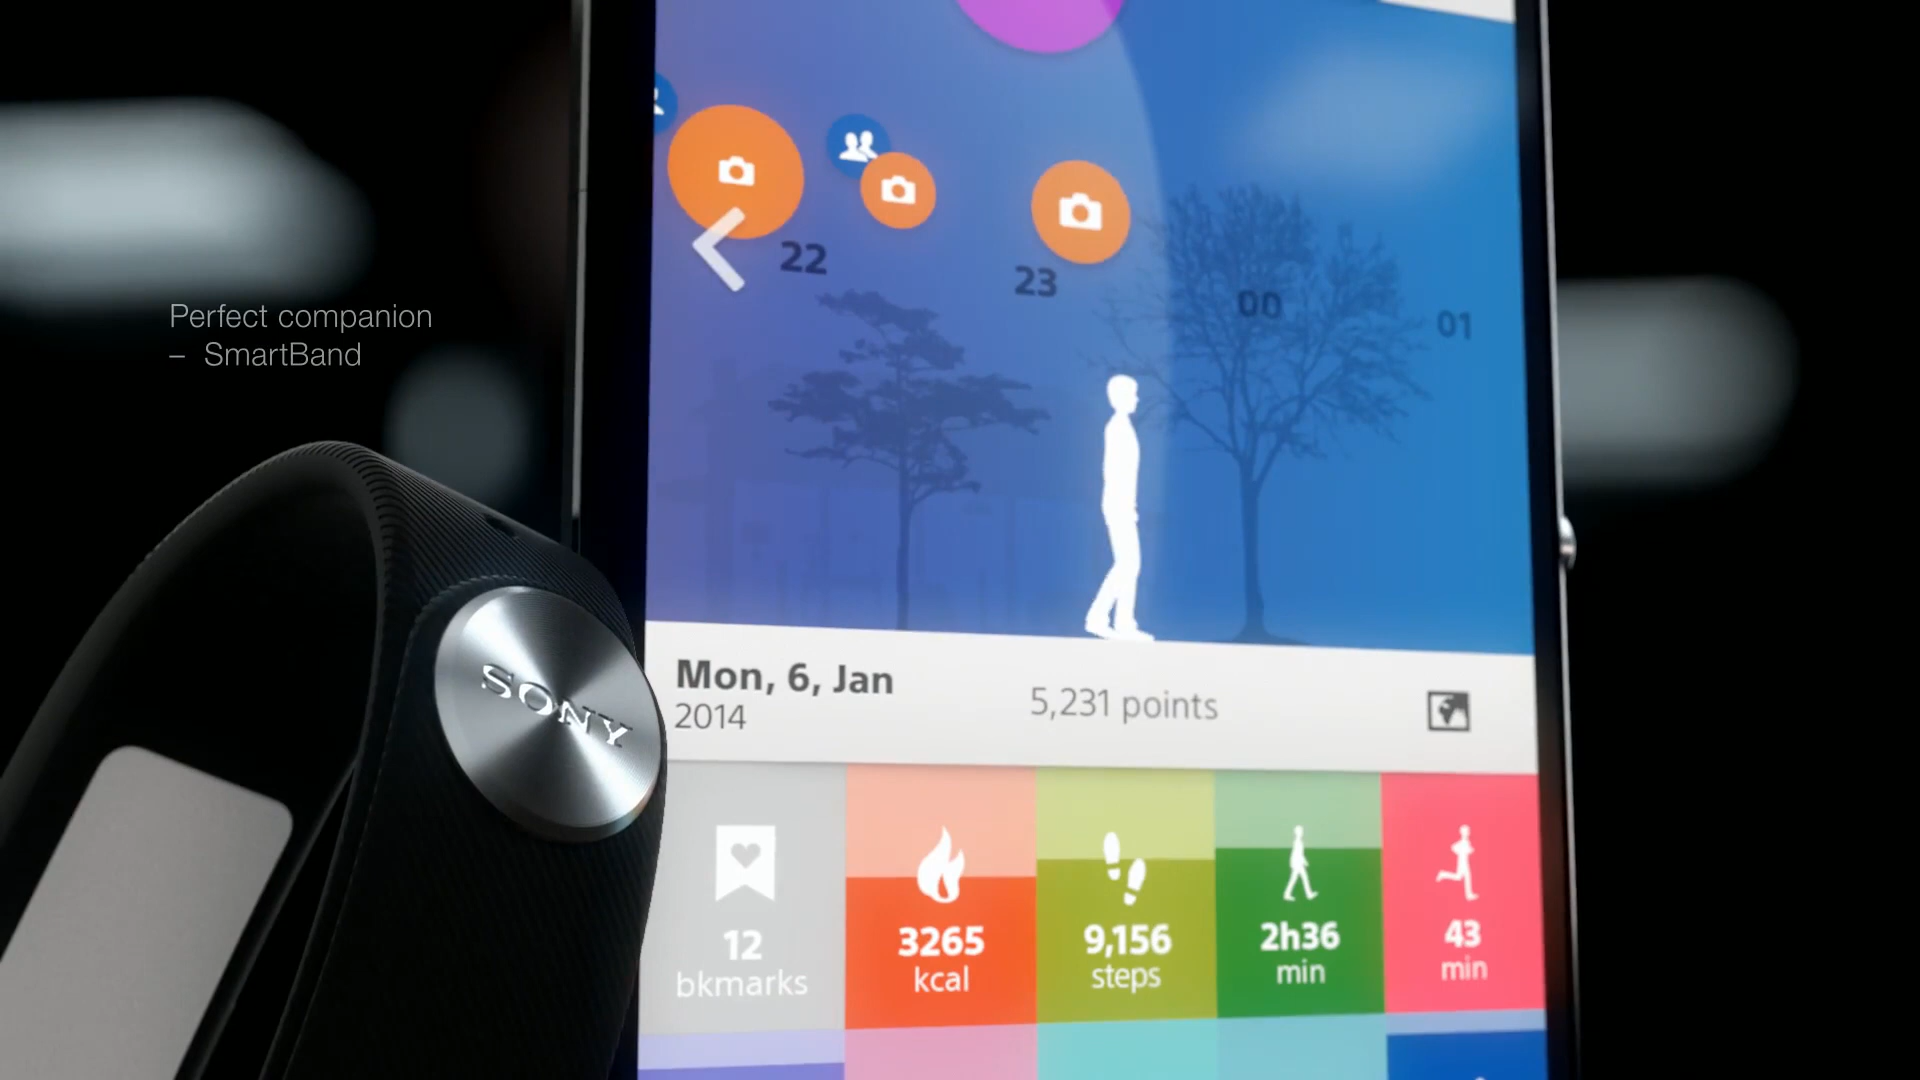 22
23
00
01
Perfect companion
– SmartBand
SONY
Mon, 6, Jan
2014
5,231 points
12
bkmarks
3265
kcal
9,156
steps
2h36
min
43
min